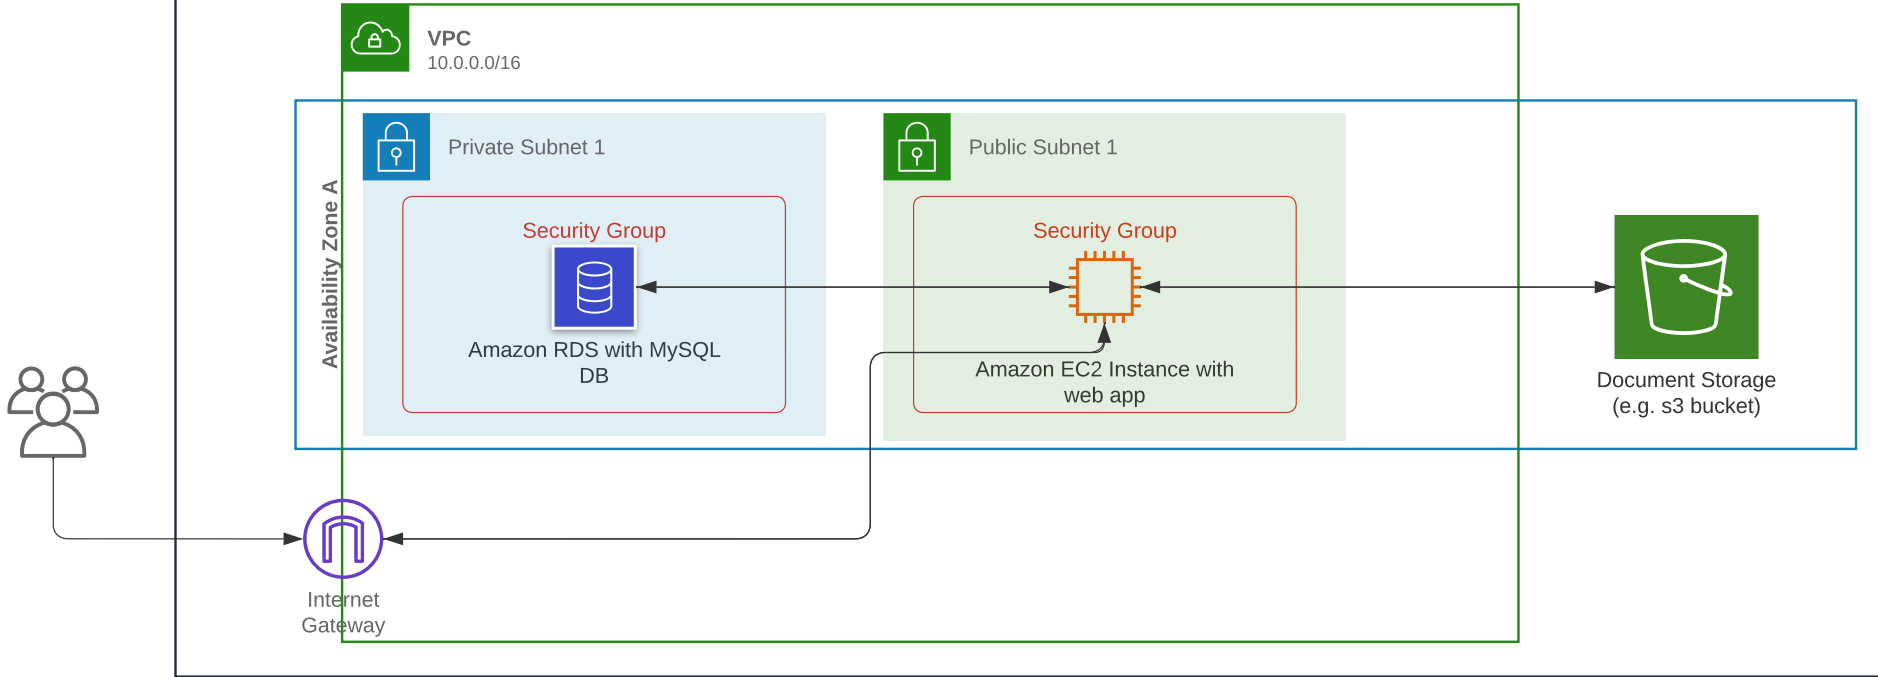 VPC
10.0.0.0/16
Availability Zone A
Private Subnet 1
Security Group
Amazon RDS with MySQL
DB
Public Subnet 1
Security Group
Amazon EC2 Instance with
web app
Document Storage
(e.g. s3 bucket)
Internet
Gateway